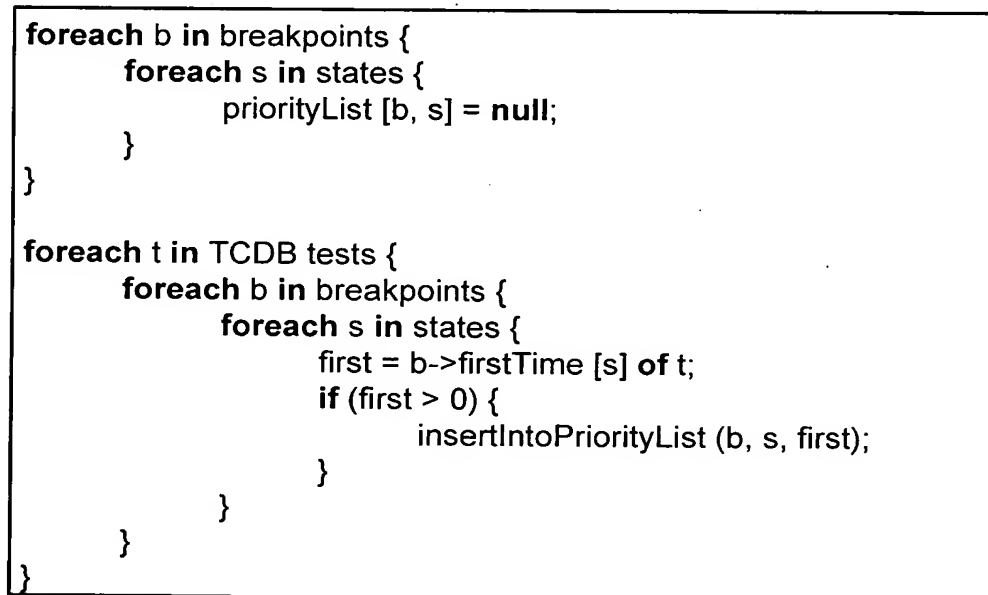 foreach b in breakpoints {
foreach s in states {
priorityList [b, s] = null;
}
}
foreach t in TCDB tests {
foreach b in breakpoints {
foreach s in states {
first = b->firstTime [s] of t;
if (first > 0) {
insertIntoPriorityList (b, s, first);
}
}
}
}